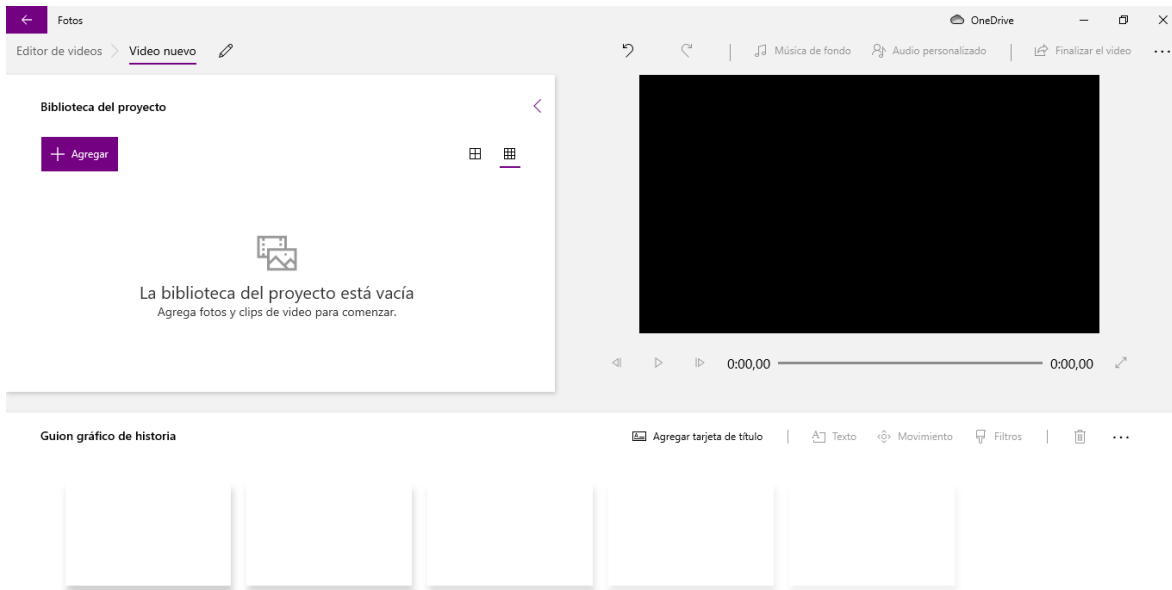 Fotos
OneDrive
Editor de videos
Video nuevo
Música de fondo
Audio personalizado
Finalizar el video
Biblioteca del proyecto
Agregar
La biblioteca del proyecto está vacía
Agrega fotos y clips de video para comenzar.
0:00,00
0:00,00
Guion gráfico de historia
Agregar tarjeta de título
Texto
Movimiento
Filtros